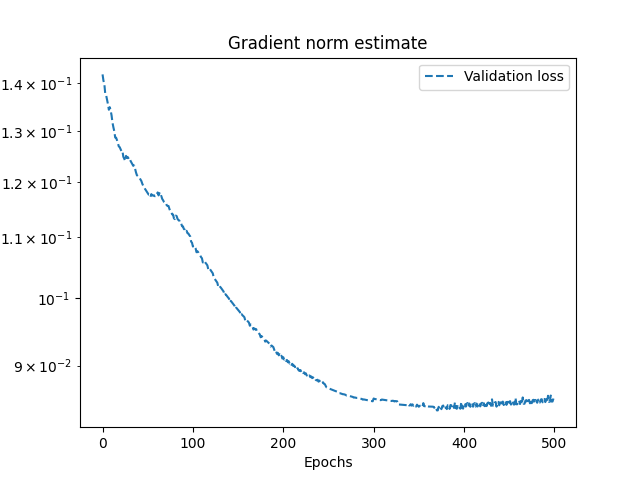 Gradient norm estimate
Validation loss
1.4 × 10⁻¹
1.3 × 10⁻¹
1.2 × 10⁻¹
1.1 × 10⁻¹
10⁻¹
9 × 10⁻²
0 100 200 300 400 500
Epochs